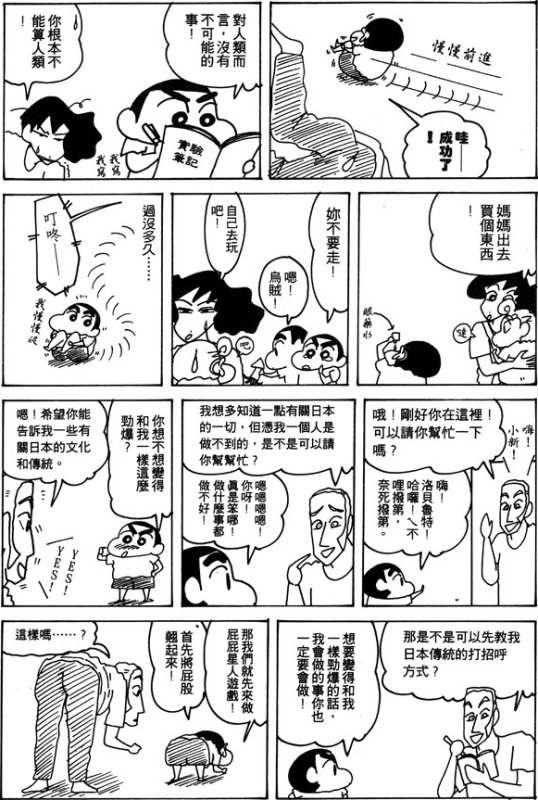 慢慢前進
哇──
成功了
!
對人類而
言，沒有
不可能的
事！
實驗
筆記
我寫
我寫
你根本不
能算人類
媽媽出去
買個東西
！
眼藥水
妳不要走！
嗯！
烏賊！
自己去玩
吧！
過沒多久……
叮咚──
我慢慢
嗨！
小新！
哦！剛好你在這裡！
可以請你幫忙一下
嗎？
嗨！
洛貝魯特！
哈囉！ㄟ不
哩撥第，
奈死撥第。
我想多知道一點有關日本
的一切，但憑我一個人是
做不到的，是不是可以請
你幫幫忙？
嗯嗯嗯！
你呀！
真是笨哪！
做什麼事都
做不好！
你想不想變得
和我一樣這麼
勁爆？
嗯！希望你能
告訴我一些有
關日本的文化
和傳統。
YES!
YES!
那是不是可以先教我
日本傳統的打招呼
方式？
想要變得和我
一樣勁爆的話，
我會做的事你也
一定要會做！
那我們就先來做
屁屁星人遊戲！
首先將屁股
翹起來！
這樣嗎……？